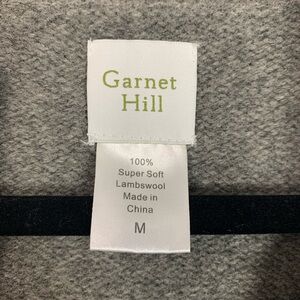 Garnet
Hill
100%
Super Soft
Lambswool
Made in
China
M